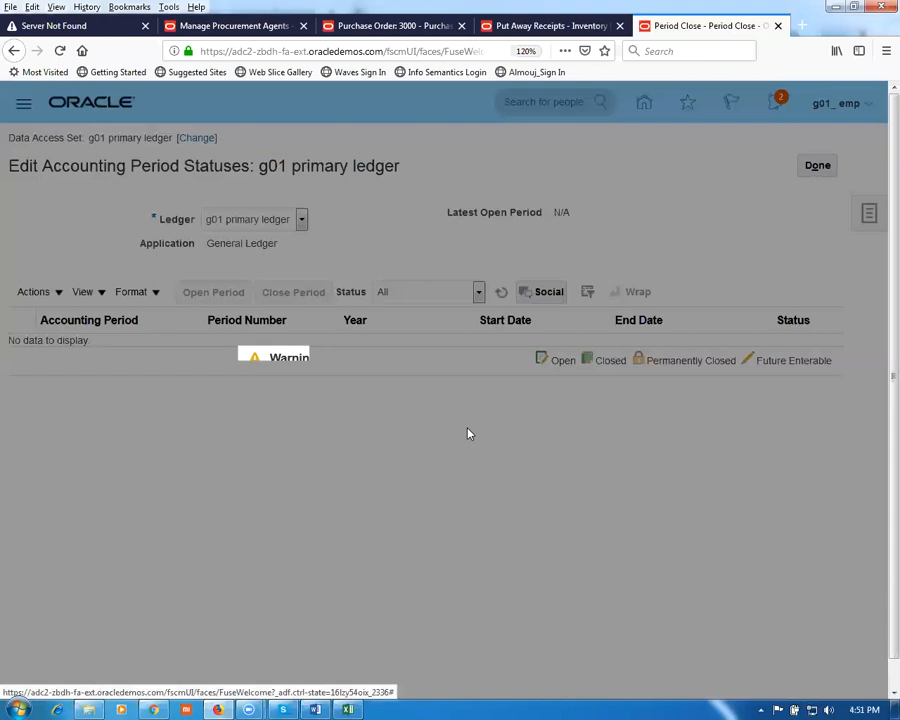 File Edit View History Bookmarks Tools Help
Server Not Found
Manage Procurement Agents -
Purchase Order: 3000 - Purchas
Put Away Receipts - Inventory
Period Close - Period Close - O
https://adc2-zbdh-fa-ext.oracledemos.com/fscmUI/faces/FuseWelc
120%
Search
Most Visited Getting Started Suggested Sites Web Slice Gallery Waves Sign In Info Semantics Login Almouj_Sign In
ORACLE
Search for people
2
g01_ emp
Data Access Set: g01 primary ledger [Change]
Edit Accounting Period Statuses: g01 primary ledger
Done
* Ledger g01 primary ledger
Latest Open Period N/A
Application General Ledger
Actions View Format Open Period Close Period Status All Social Wrap
Accounting Period Period Number Year Start Date End Date Status
No data to display.
Warnin
Open Closed Permanently Closed Future Enterable
https://adc2-zbdh-fa-ext.oracledemos.com/fscmUI/faces/FuseWelcome?_adf.ctrl-state=16lzy54oix_2336#
4:51 PM